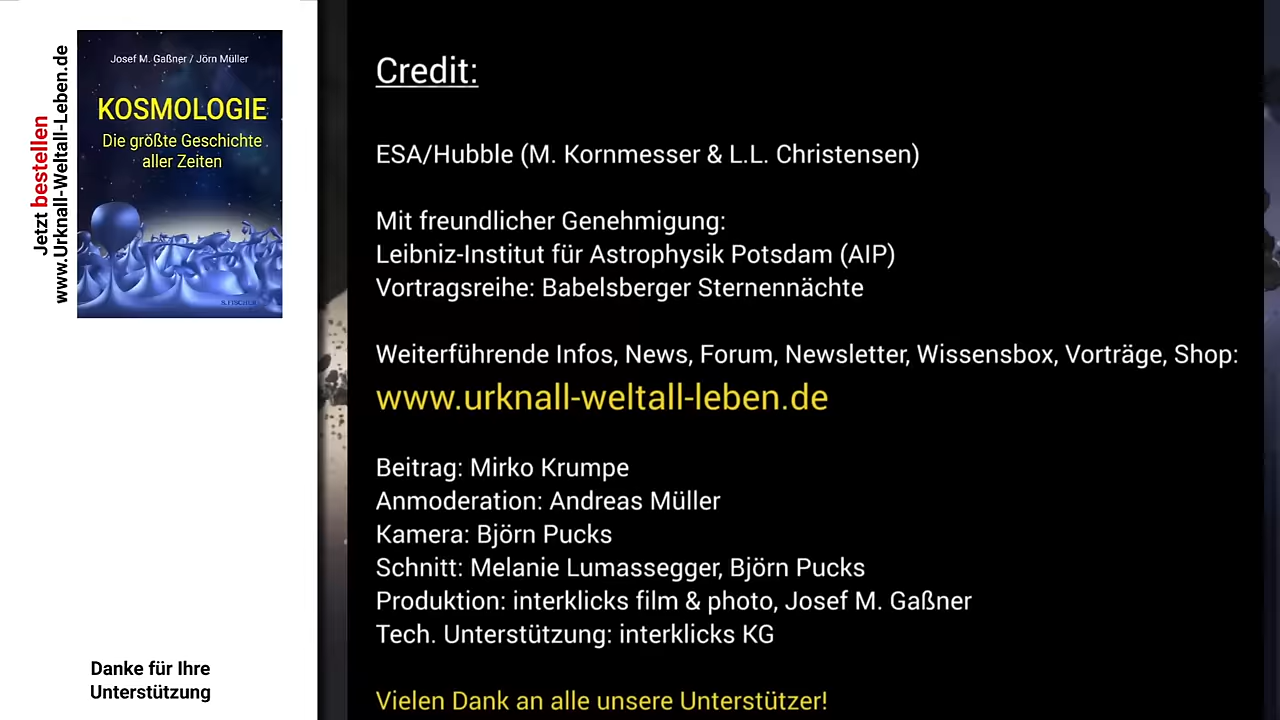 Jetzt bestellen
www.Urknall-Weltall-Leben.de
Josef M. Gaßner / Jörn Müller
KOSMOLOGIE
Die größte Geschichte
aller Zeiten
S. FISCHER
Danke für Ihre
Unterstützung
Credit:
ESA/Hubble (M. Kornmesser & L.L. Christensen)
Mit freundlicher Genehmigung:
Leibniz-Institut für Astrophysik Potsdam (AIP)
Vortragsreihe: Babelsberger Sternennächte
Weiterführende Infos, News, Forum, Newsletter, Wissensbox, Vorträge, Shop:
www.urknall-weltall-leben.de
Beitrag: Mirko Krumpe
Anmoderation: Andreas Müller
Kamera: Björn Pucks
Schnitt: Melanie Lumassegger, Björn Pucks
Produktion: interklicks film & photo, Josef M. Gaßner
Tech. Unterstützung: interklicks KG
Vielen Dank an alle unsere Unterstützer!